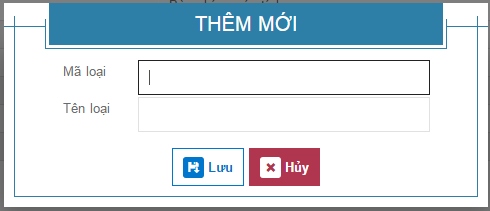 THÊM MỚI
Mã loại
Tên loại
Lưu Hủy